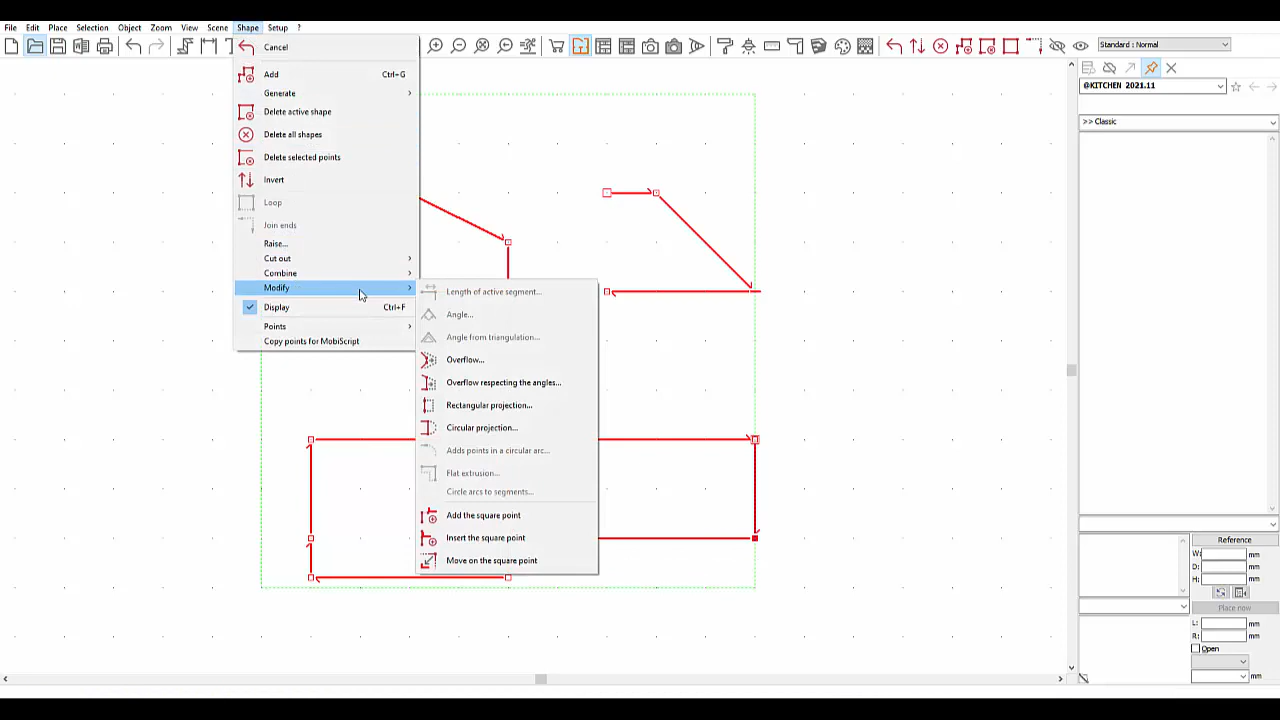 File Edit Place Selection Object Zoom View Scene Shape Setup ?
Standard : Normal
Cancel
Add Ctrl-G
Generate
Delete active shape
Delete all shapes
Delete selected points
Invert
Loop
Join ends
Raise...
Cut out
Combine
Modify
Display Ctrl+F
Points
Copy points for MobiScript
Length of active segment...
Angle...
Angle from triangulation...
Overflow...
Overflow respecting the angles...
Rectangular projection...
Circular projection...
Adds points in a circular arc...
Flat extrusion...
Circle arcs to segments...
Add the square point
Insert the square point
Move on the square point
@KITCHEN 2021.11
>> Classic
Reference
W: mm
D: mm
H: mm
Place now
L: mm
R: mm
Open
mm